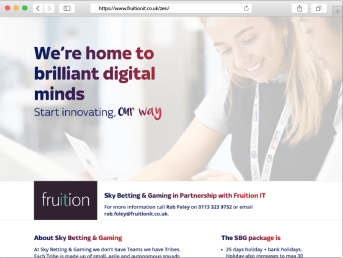 https://www.fruitionit.co.uk/zen/
We're home to
brilliant digital
minds
Start innovating, our way
fruition
Sky Betting & Gaming in Partnership with Fruition IT
For more information call Rob Foley on 0113 323 9732 or email
rob.foley@fruitionit.co.uk.
About Sky Betting & Gaming
At Sky Betting & Gaming we don't have Teams we have Tribes.
Each Tribe is made up of small, agile and autonomous squads
The SBG package is
• 25 days holiday + bank holidays.
Holiday also increases to max 30